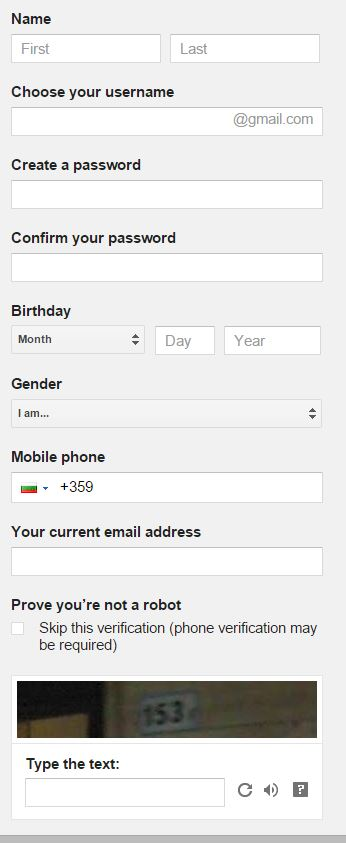 Name
First Last
Choose your username
@gmail.com
Create a password
Confirm your password
Birthday
Month Day Year
Gender
I am...
Mobile phone
+359
Your current email address
Prove you're not a robot
Skip this verification (phone verification may
be required)
153
Type the text:
?